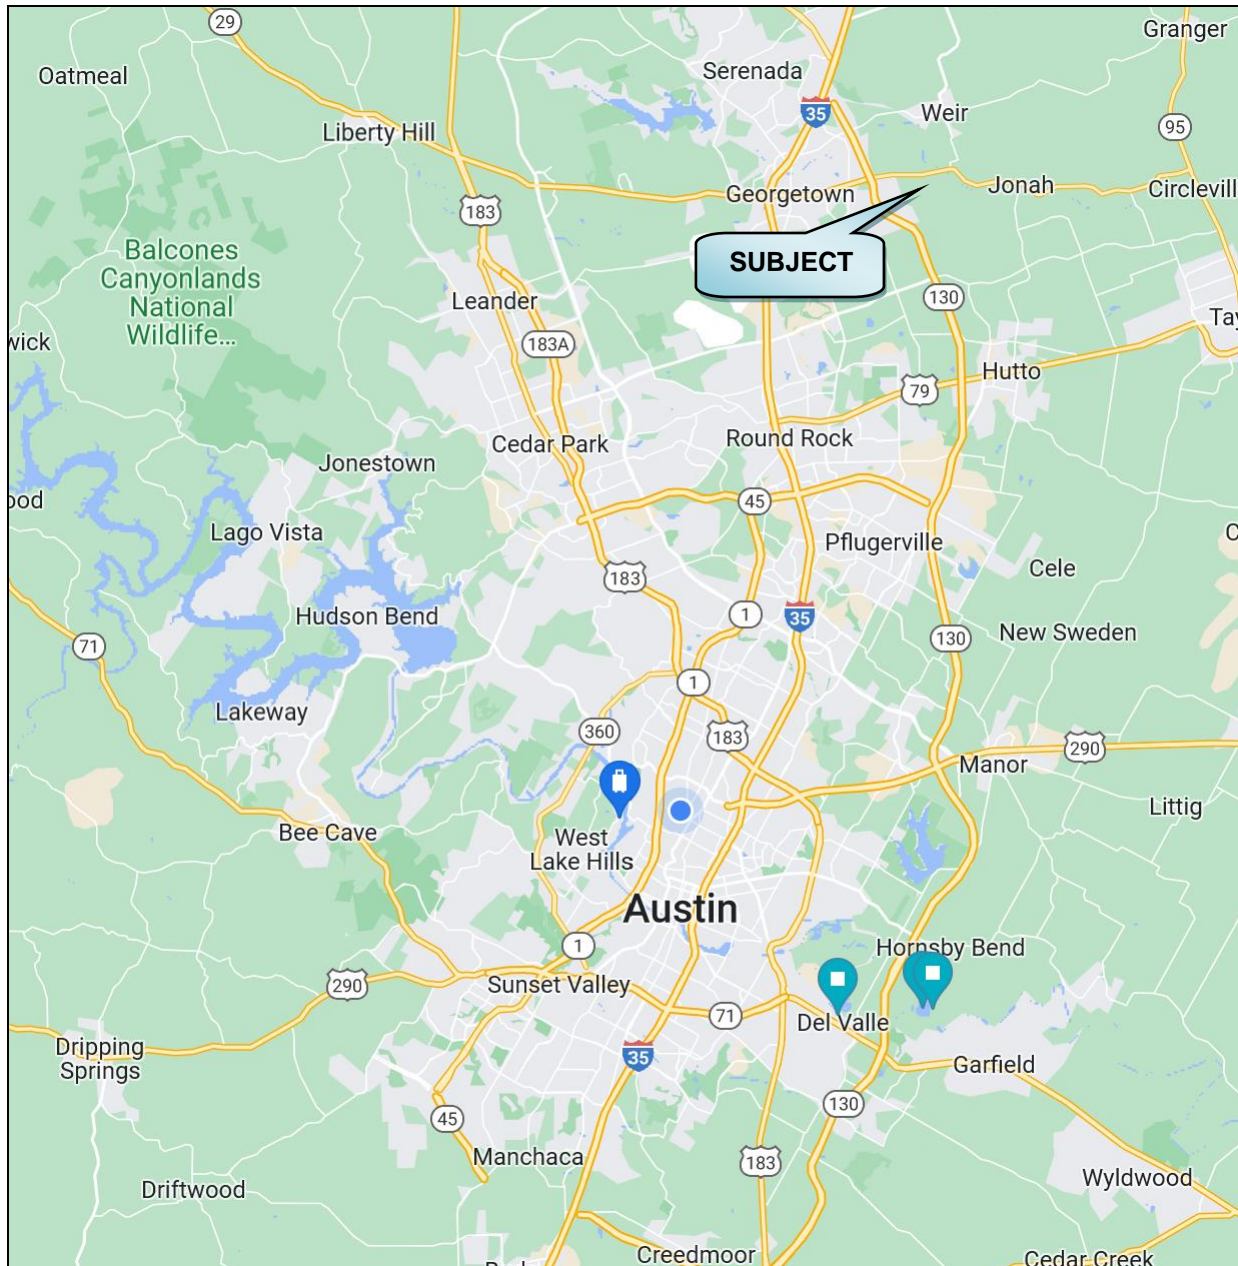 29
Granger
Oatmeal
Serenada
35
Weir
95
Liberty Hill
Georgetown
Jonah
Circlevill
183
SUBJECT
Balcones
Canyonlands
National
Wildlife...
Leander
130
183A
Tay
wick
79
Hutto
Cedar Park
Round Rock
Jonestown
ood
45
Lago Vista
Pflugerville
C
183
Cele
Hudson Bend
1
35
71
130
New Sweden
1
Lakeway
360
183
290
Manor
Littig
Bee Cave
West
Lake Hills
Austin
1
Hornsby Bend
290
Sunset Valley
71
Del Valle
Dripping
Springs
35
Garfield
45
130
Manchaca
183
Wyldwood
Driftwood
Creedmoor
Cedar Creek